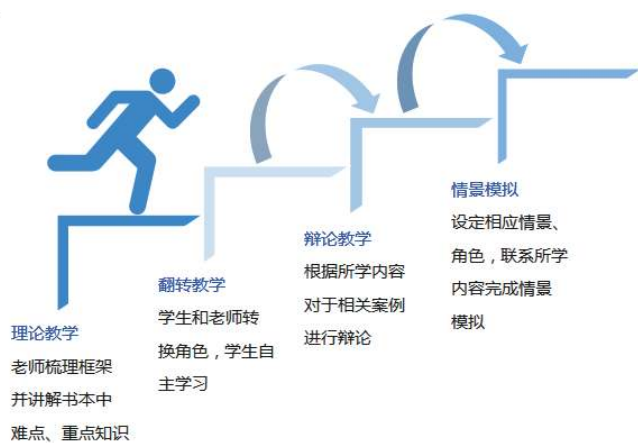 理论教学
老师梳理框架
并讲解书本中
难点、重点知识
翻转教学
学生和老师转
换角色，学生自
主学习
辩论教学
根据所学内容
对于相关案例
进行辩论
情景模拟
设定相应情景、
角色，联系所学
内容完成情景
模拟